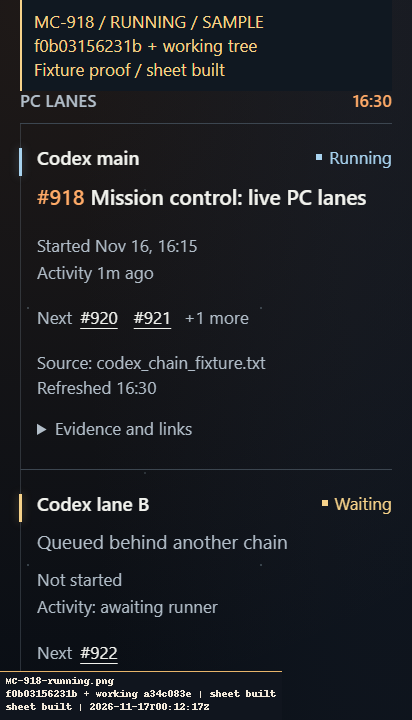 MC-918 / RUNNING / SAMPLE
f0b03156231b + working tree
Fixture proof / sheet built
PC LANES 16:30
Codex main Running
#918 Mission control: live PC lanes
Started Nov 16, 16:15
Activity 1m ago
Next #920 #921 +1 more
Source: codex_chain_fixture.txt
Refreshed 16:30
Evidence and links
Codex lane B Waiting
Queued behind another chain
Not started
Activity: awaiting runner
Next #922
MC-918-running.png
f0b03156231b + working a34c083e | sheet built
sheet built | 2026-11-17T00:12:17Z